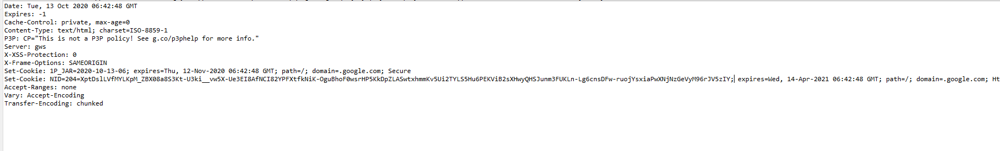 Date: Tue, 13 Oct 2020 06:42:48 GMT
Expires: -1
Cache-Control: private, max-age=0
Content-Type: text/html; charset=ISO-8859-1
P3P: CP="This is not a P3P policy! See g.co/p3phelp for more info."
Server: gws
X-XSS-Protection: 0
X-Frame-Options: SAMEORIGIN
Set-Cookie: 1P_JAR=2020-10-13-06; expires=Thu, 12-Nov-2020 06:42:48 GMT; path=/; domain=.google.com; Secure
Set-Cookie: NID=204=XptDslLVfMYLKpM_ZBX08a8S3Kt-U3ki__vw5X-Ue3EI8AfNCI82YPFXtfkNiK-OguBhoF0wsrHP5KkDpZLASwtxhmmKv5Ui2TYLS5Hu6PEKViB2sXHwyQHSJunm3FUKLn-Lg6cnsDFw-ruojYsxiaPwXNjNzGeVyM96rJV5zIY; expires=Wed, 14-Apr-2021 06:42:48 GMT; path=/; domain=.google.com; Ht
Accept-Ranges: none
Vary: Accept-Encoding
Transfer-Encoding: chunked